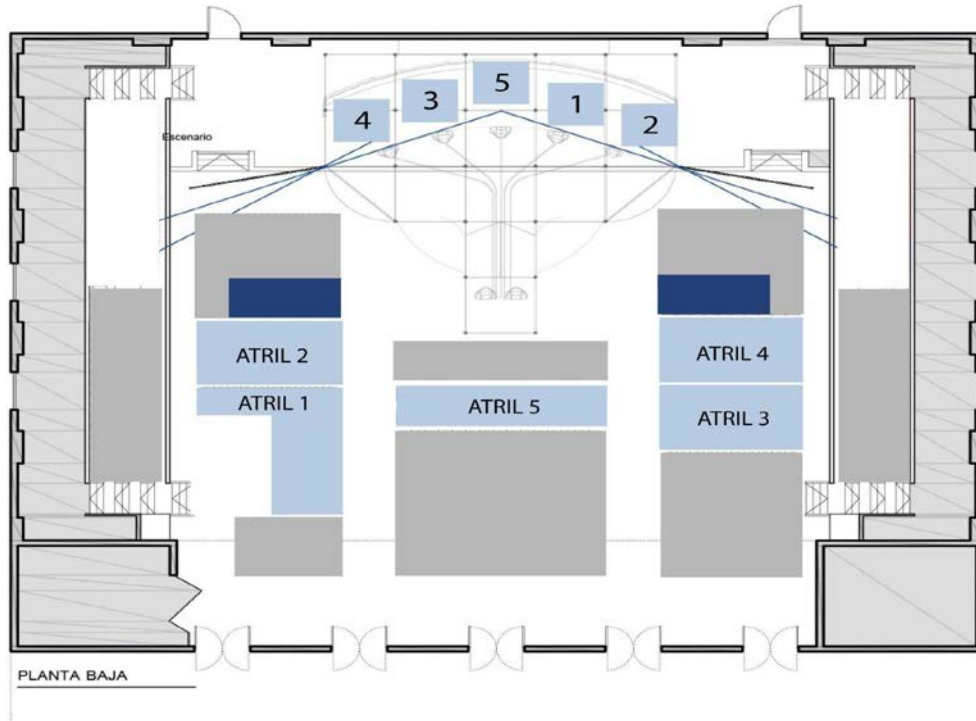 5
3
1
4
2
Escenario
ATRIL 2
ATRIL 4
ATRIL 1
ATRIL 5
ATRIL 3
PLANTA BAJA